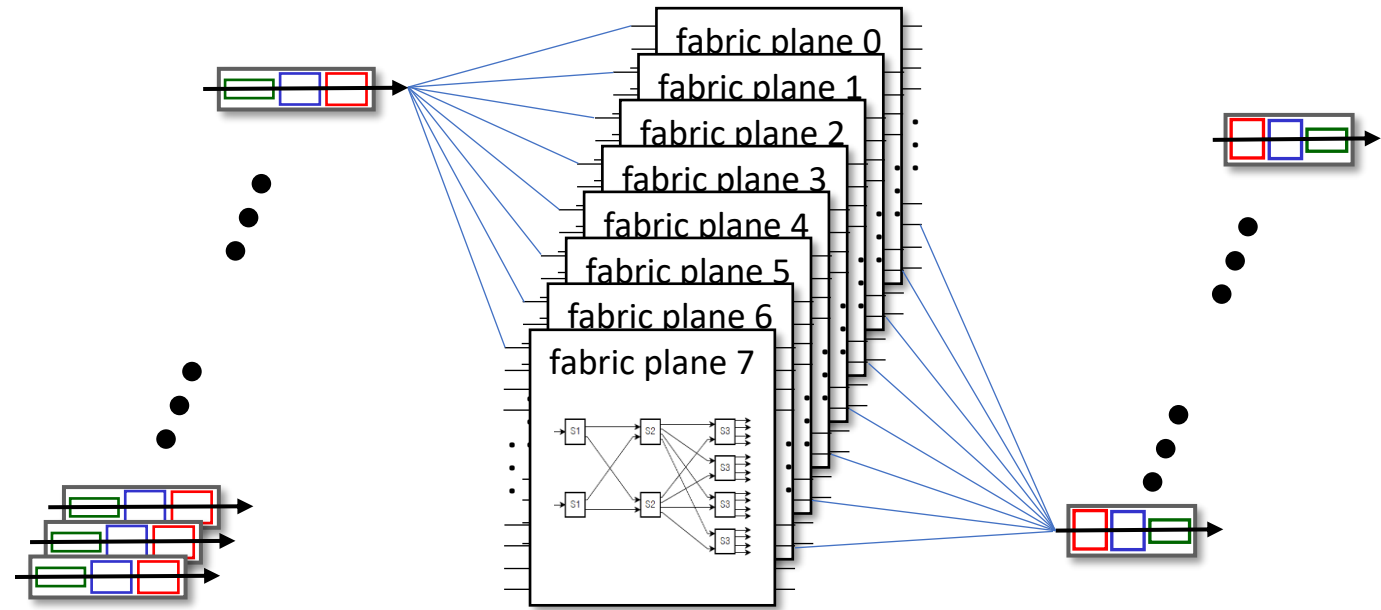 fabric plane 0
fabric plane 1
fabric plane 2
fabric plane 3
fabric plane 4
fabric plane 5
fabric plane 6
fabric plane 7
S1 S2 S3
S3
S1 S2 S3
S3